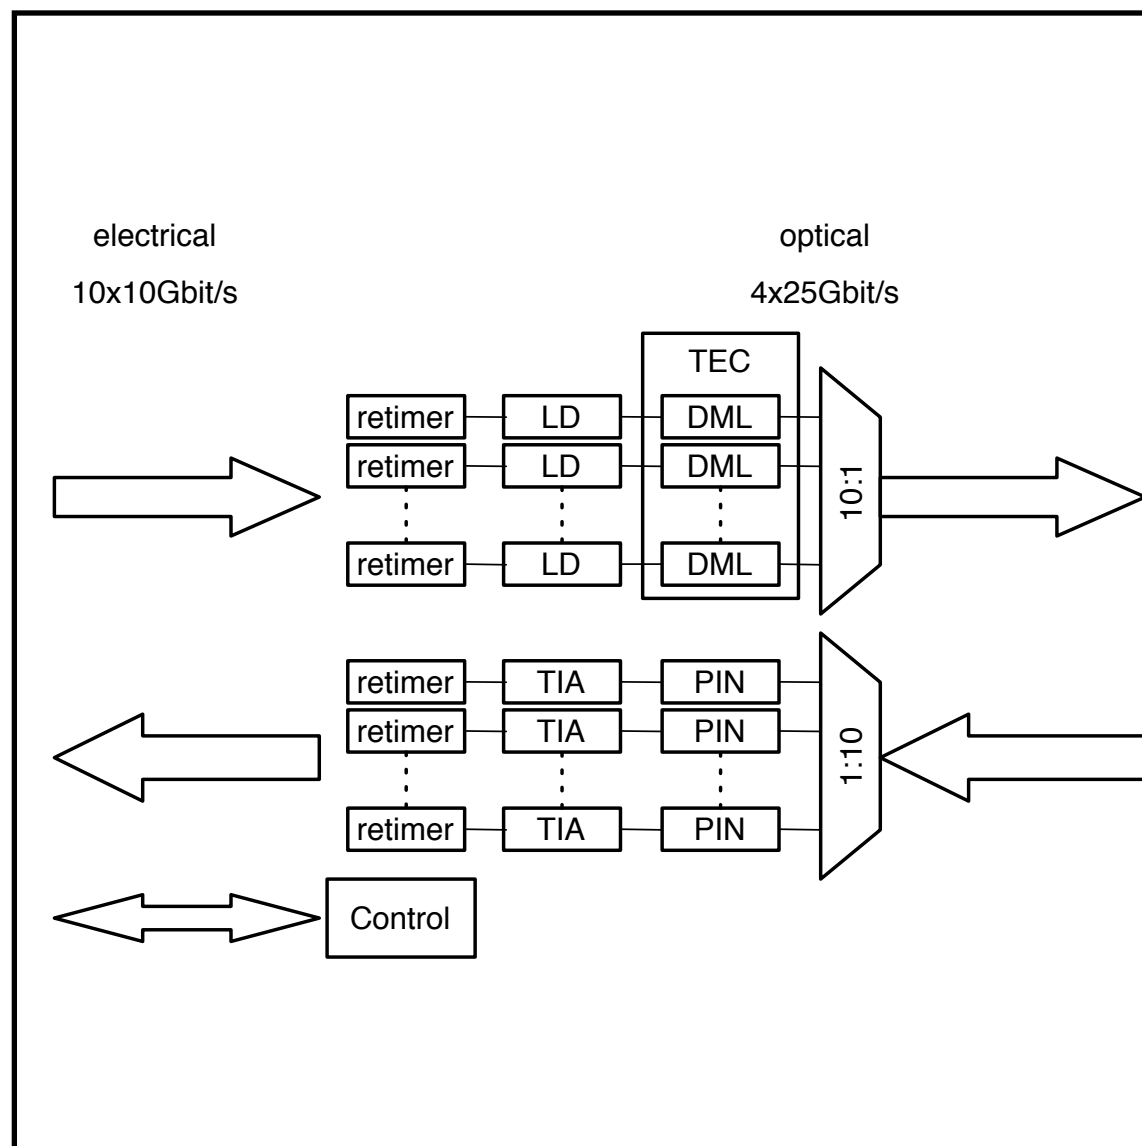 electrical
optical
10x10Gbit/s
4x25Gbit/s
TEC
retimer LD DML
retimer LD DML
10:1
retimer LD DML
retimer TIA PIN
retimer TIA PIN
1:10
retimer TIA PIN
Control